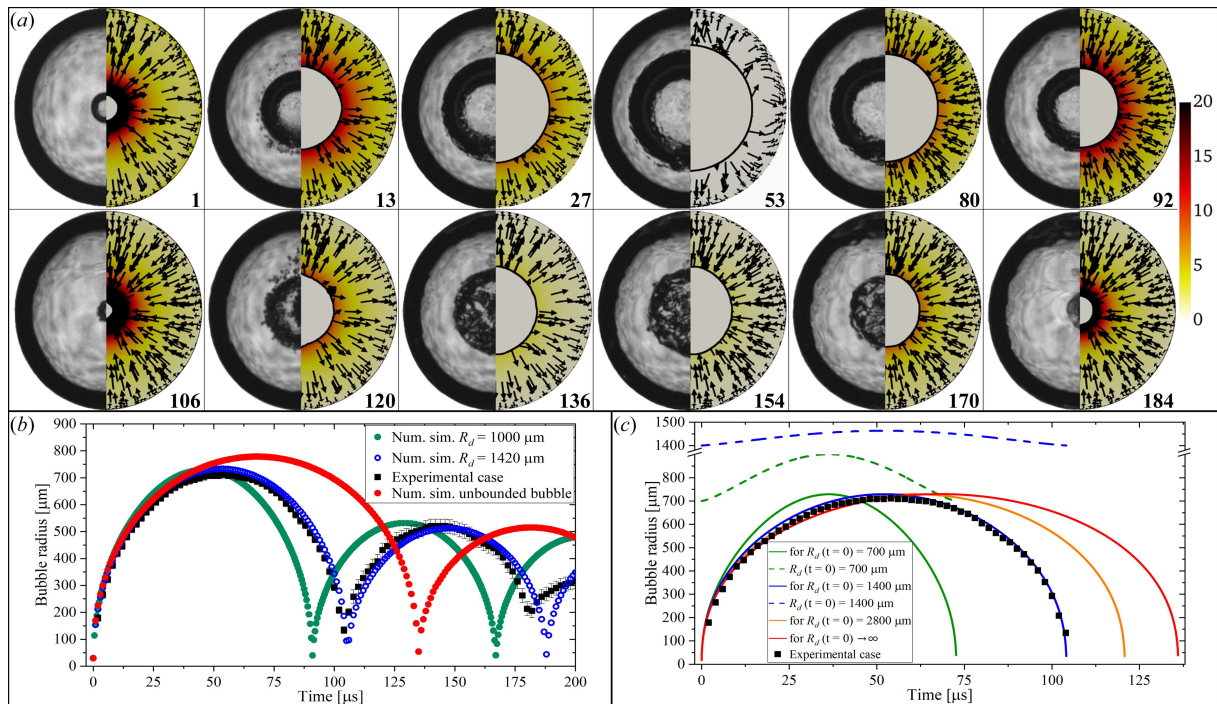 (a)
1 13 27 53 80 92
20
15
10
5
0
106 120 136 154 170 184
(b)
900
800
700
600
500
400
300
200
100
0
Bubble radius [μm]
Num. sim. R_d = 1000 μm
Num. sim. R_d = 1420 μm
Experimental case
Num. sim. unbounded bubble
0 25 50 75 100 125 150 175 200
Time [μs]
(c)
1500
1400
800
700
600
500
400
300
200
100
0
Bubble radius [μm]
for R_d (t = 0) = 700 μm
R_d (t = 0) = 700 μm
for R_d (t = 0) = 1400 μm
R_d (t = 0) = 1400 μm
for R_d (t = 0) = 2800 μm
for R_d (t = 0) → ∞
Experimental case
0 25 50 75 100 125
Time [μs]